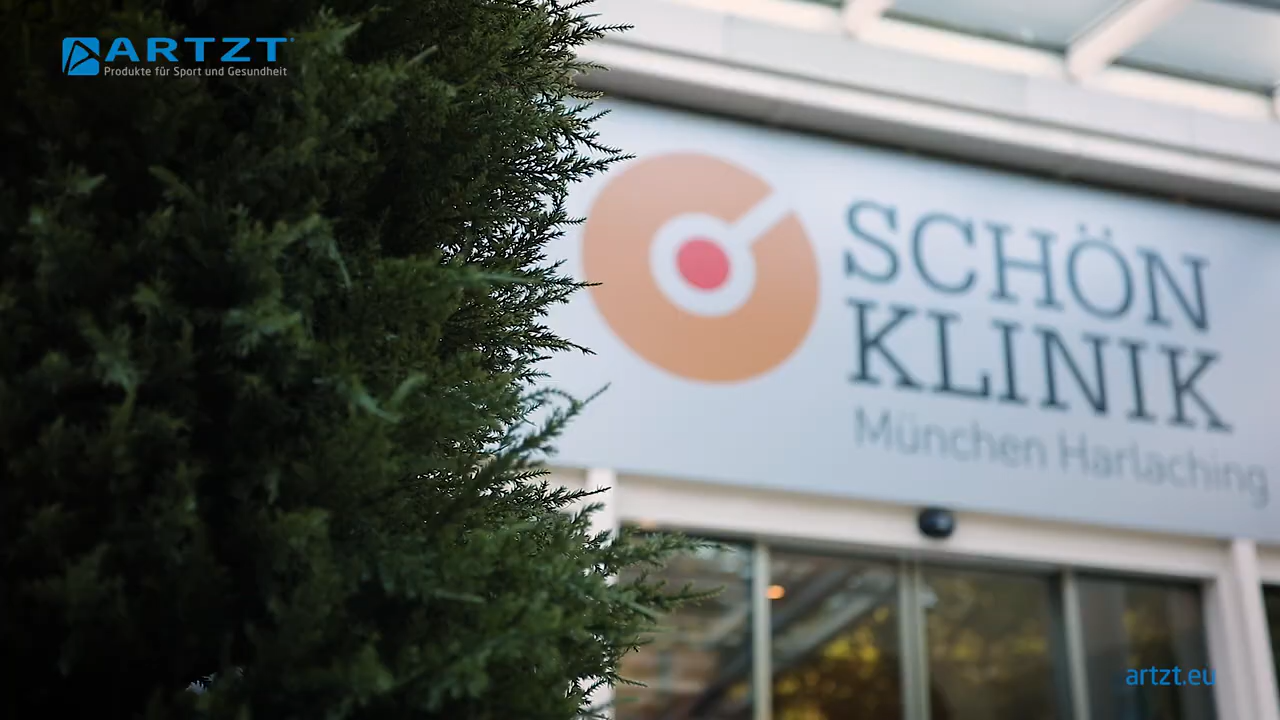 ARTZT
Produkte für Sport und Gesundheit
SCHÖN
KLINIK
München Harlaching
artzt.eu